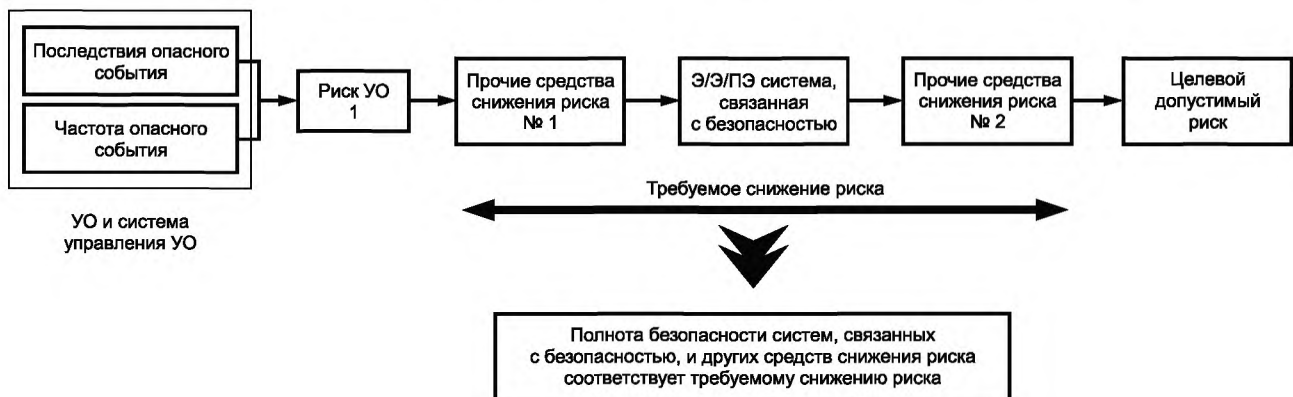 Последствия опасного
события
Частота опасного
события
УО и система
управления УО
Риск УО
1
Прочие средства
снижения риска
№ 1
Э/Э/ПЭ система,
связанная
с безопасностью
Прочие средства
снижения риска
№ 2
Целевой
допустимый
риск
Требуемое снижение риска
Полнота безопасности систем, связанных
с безопасностью, и других средств снижения риска
соответствует требуемому снижению риска